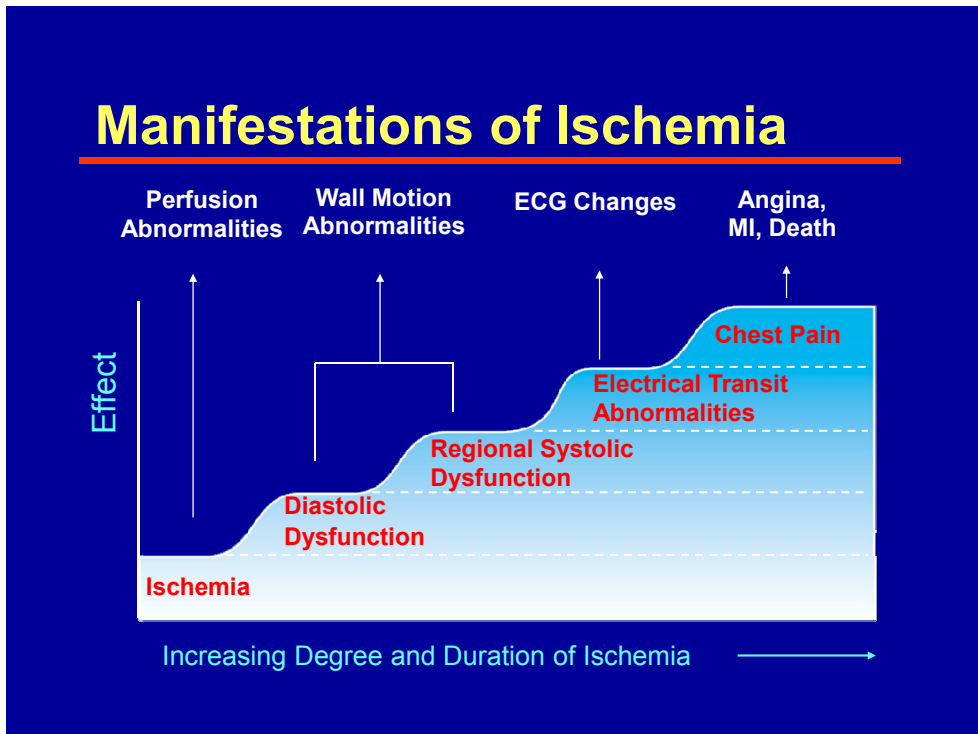 Manifestations of Ischemia
Perfusion
Abnormalities
Wall Motion
Abnormalities
ECG Changes
Angina,
MI, Death
Effect
Chest Pain
Electrical Transit
Abnormalities
Regional Systolic
Dysfunction
Diastolic
Dysfunction
Ischemia
Increasing Degree and Duration of Ischemia